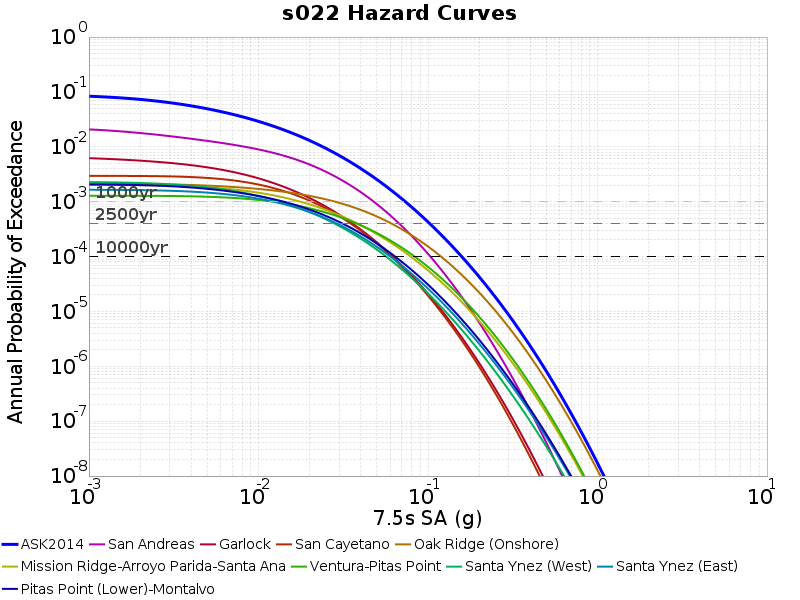 s022 Hazard Curves
Annual Probability of Exceedance
10^0
10^-1
10^-2
10^-3
10^-4
10^-5
10^-6
10^-7
10^-8
1000yr
2500yr
10000yr
10^-3 10^-2 10^-1 10^0 10^1
7.5s SA (g)
ASK2014 San Andreas Garlock San Cayetano Oak Ridge (Onshore)
Mission Ridge-Arroyo Parida-Santa Ana Ventura-Pitas Point Santa Ynez (West) Santa Ynez (East)
Pitas Point (Lower)-Montalvo